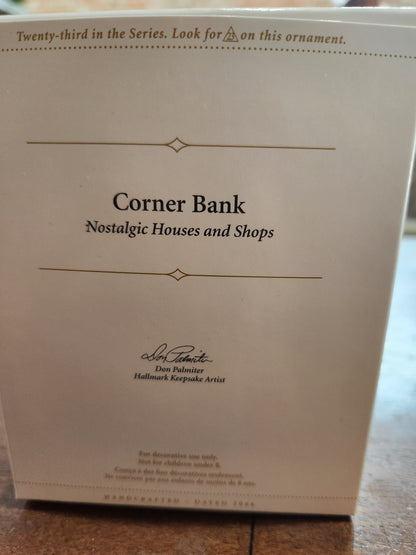 Twenty-third in the Series. Look for 23 on this ornament.
Corner Bank
Nostalgic Houses and Shops
Don Palmiter
Don Palmiter
Hallmark Keepsake Artist
For decorative use only.
Not for children under 8.
Conçu à des fins décoratives seulement.
Ne convient pas aux enfants de moins de 8 ans.
HANDCRAFTED · DATED